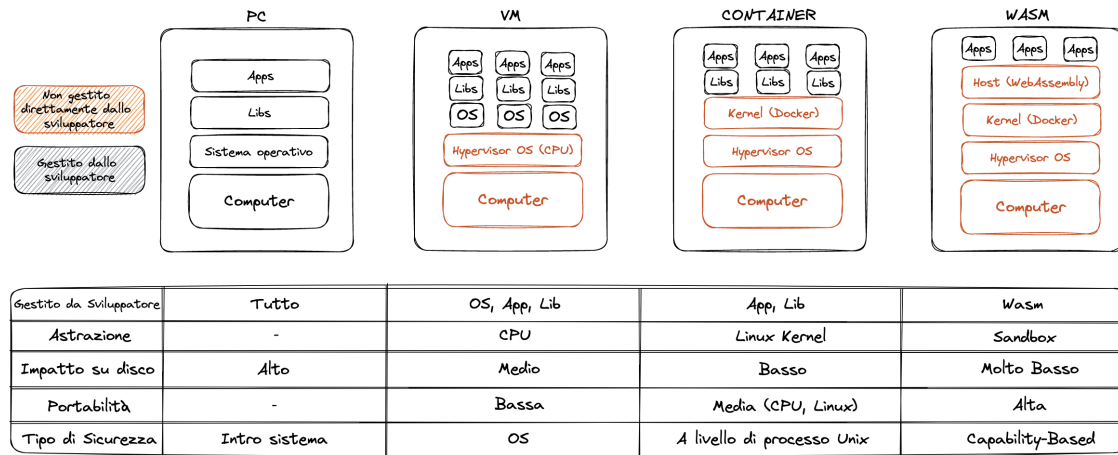 PC
VM
CONTAINER
WASM
Non gestito
direttamente dallo
sviluppatore
Gestito dallo
sviluppatore
Apps
Libs
Sistema operativo
Computer
Apps Apps Apps
Libs Libs Libs
OS OS OS
Hypervisor OS (CPU)
Computer
Apps Apps Apps
Libs Libs Libs
Kernel (Docker)
Hypervisor OS
Computer
Apps Apps Apps
Host (WebAssembly)
Kernel (Docker)
Hypervisor OS
Computer
Gestito da Sviluppatore Tutto OS, App, Lib App, Lib Wasm
Astrazione - CPU Linux Kernel Sandbox
Impatto su disco Alto Medio Basso Molto Basso
Portabilità - Bassa Media (CPU, Linux) Alta
Tipo di Sicurezza Intro sistema OS A livello di processo Unix Capability-Based